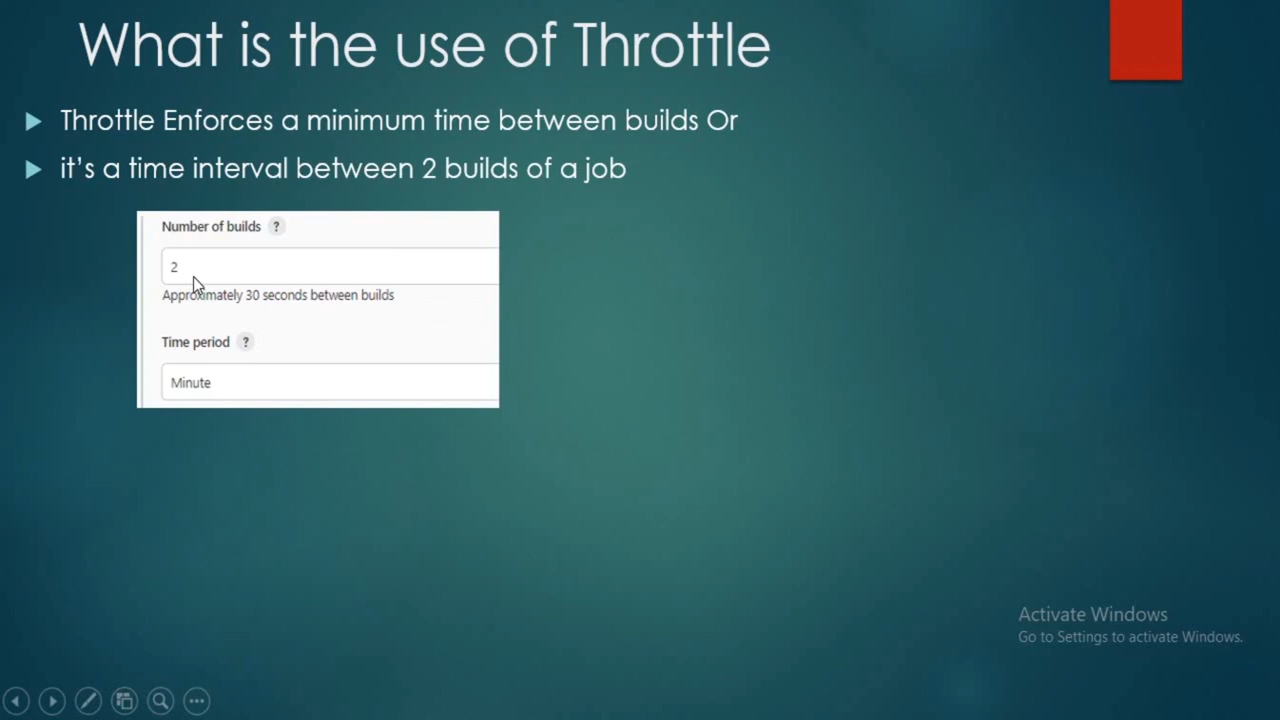 What is the use of Throttle
Throttle Enforces a minimum time between builds Or
it's a time interval between 2 builds of a job
Number of builds ?
2
Approximately 30 seconds between builds
Time period ?
Minute
Activate Windows
Go to Settings to activate Windows.